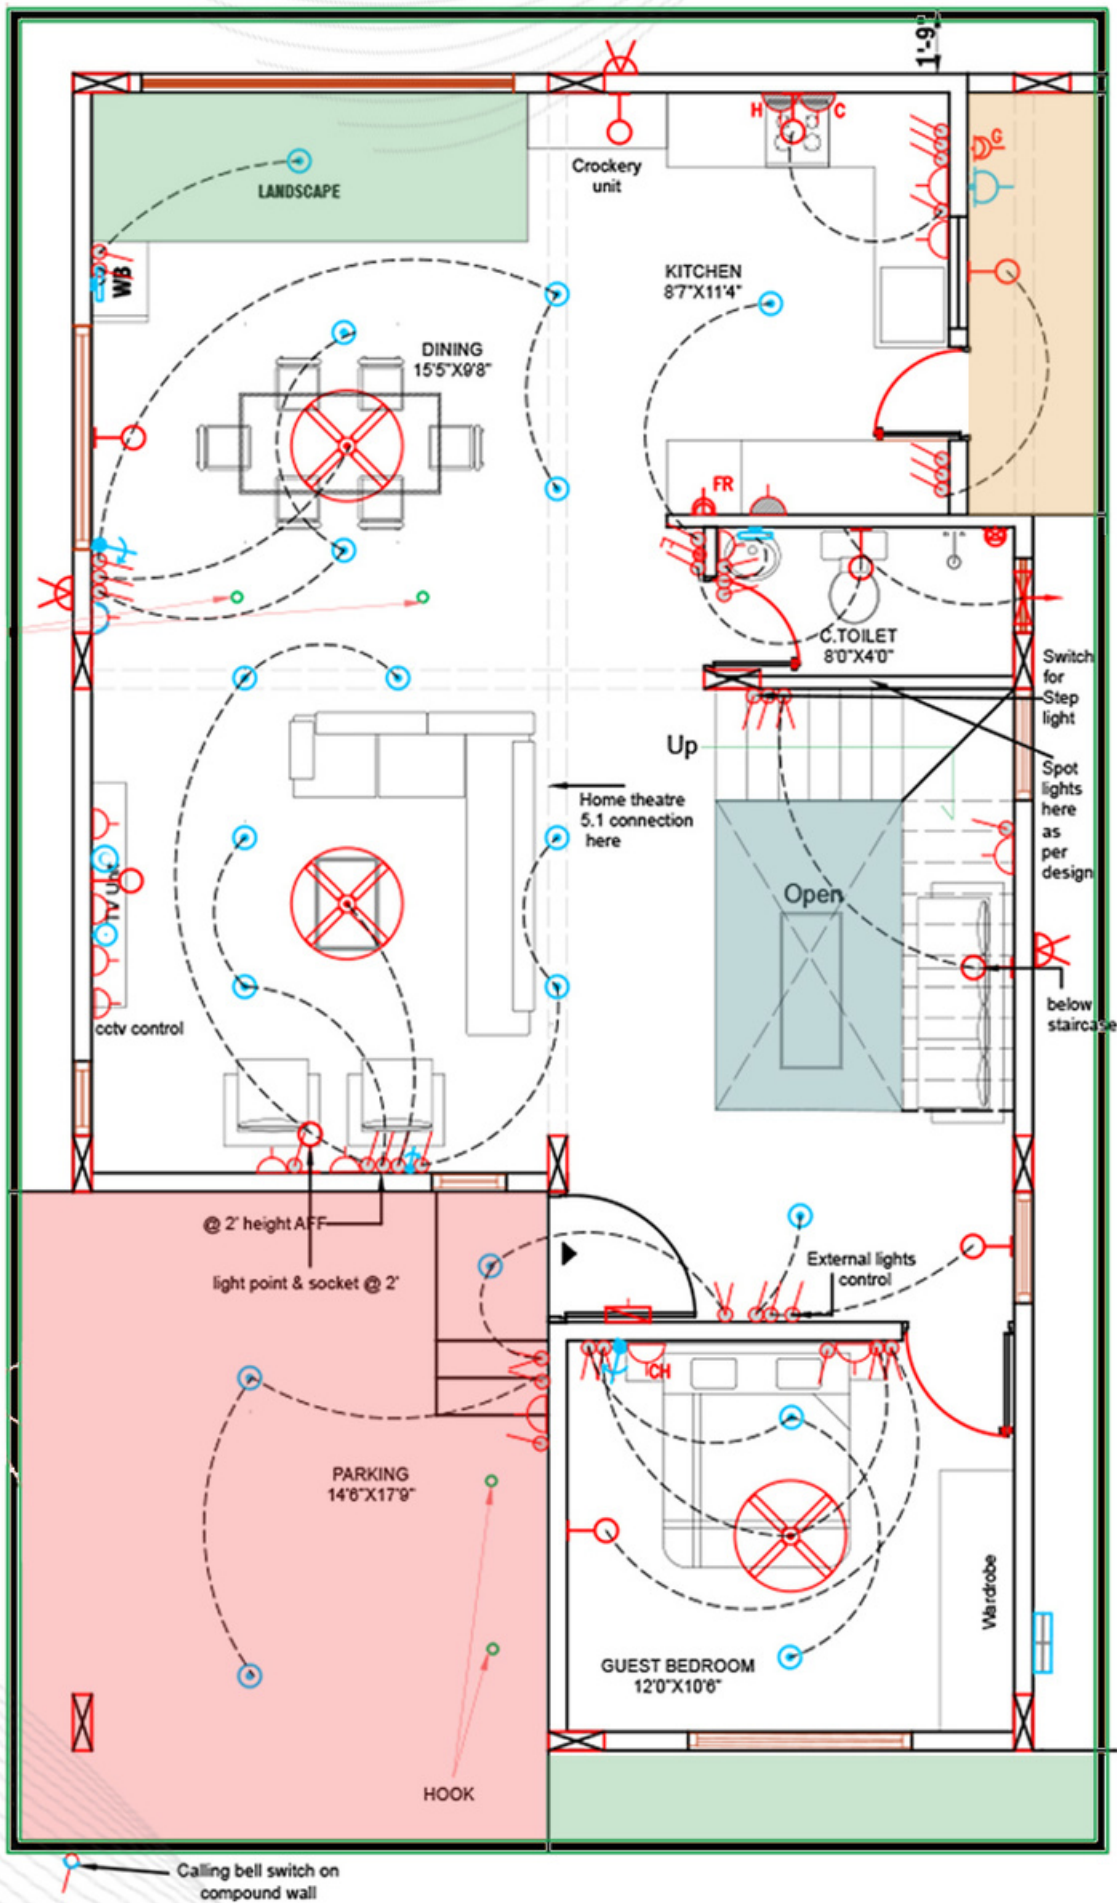 1'-9"
H
C
G
Crockery
unit
LANDSCAPE
WB
KITCHEN
8'7"X11'4"
DINING
15'5"X9'8"
FR
C.TOILET
8'0"X4'0"
Switch
for
Step
light
Up
Spot
lights
here
as
per
design
Home theatre
5.1 connection
here
Open
TV Unit
cctv control
below
staircase
@ 2' height AFF
light point & socket @ 2'
External lights
control
CH
PARKING
14'6"X17'9"
Wardrobe
GUEST BEDROOM
12'0"X10'6"
HOOK
Calling bell switch on
compound wall